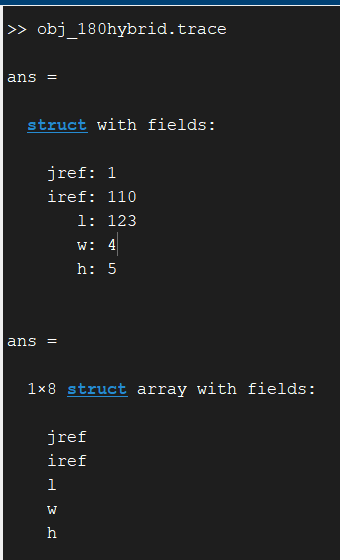 >> obj_180hybrid.trace
ans =
struct with fields:
jref: 1
iref: 110
l: 123
w: 4
h: 5
ans =
1×8 struct array with fields:
jref
iref
l
w
h